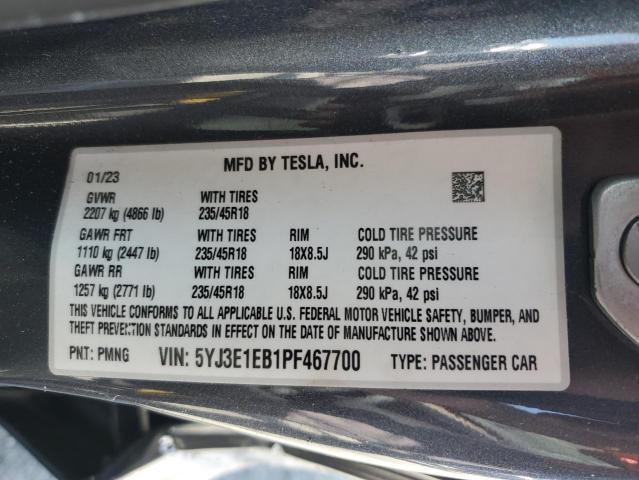 MFD BY TESLA, INC.
01/23
GVWR WITH TIRES
2207 kg (4866 lb) 235/45R18
GAWR FRT WITH TIRES RIM COLD TIRE PRESSURE
1110 kg (2447 lb) 235/45R18 18X8.5J 290 kPa, 42 psi
GAWR RR WITH TIRES RIM COLD TIRE PRESSURE
1257 kg (2771 lb) 235/45R18 18X8.5J 290 kPa, 42 psi
THIS VEHICLE CONFORMS TO ALL APPLICABLE U.S. FEDERAL MOTOR VEHICLE SAFETY, BUMPER, AND
THEFT PREVENTION STANDARDS IN EFFECT ON THE DATE OF MANUFACTURE SHOWN ABOVE.
PNT: PMNG VIN: 5YJ3E1EB1PF467700 TYPE: PASSENGER CAR